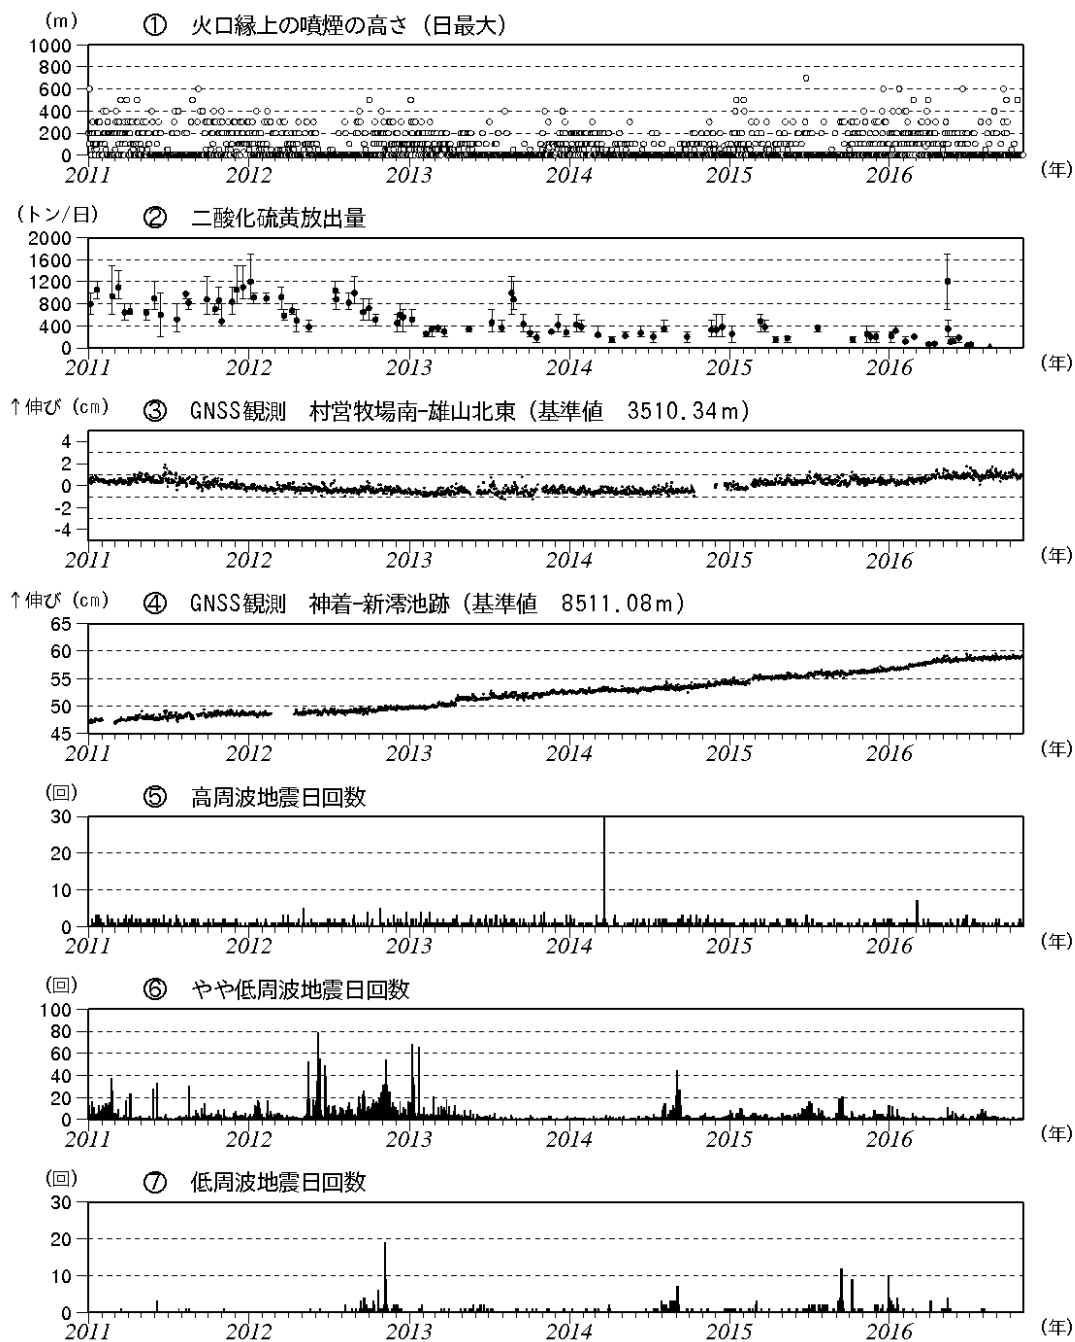 (m) ① 火口縁上の噴煙の高さ（日最大）
1000
800
600
400
200
0
2011 2012 2013 2014 2015 2016 (年)
(トン/日) ② 二酸化硫黄放出量
2000
1600
1200
800
400
0
2011 2012 2013 2014 2015 2016 (年)
↑伸び (cm) ③ GNSS観測 村営牧場南-雄山北東（基準値 3510.34m）
4
2
0
-2
-4
2011 2012 2013 2014 2015 2016 (年)
↑伸び (cm) ④ GNSS観測 神着-新澪池跡（基準値 8511.08m）
65
60
55
50
45
2011 2012 2013 2014 2015 2016 (年)
(回) ⑤ 高周波地震日回数
30
20
10
0
2011 2012 2013 2014 2015 2016 (年)
(回) ⑥ やや低周波地震日回数
100
80
60
40
20
0
2011 2012 2013 2014 2015 2016 (年)
(回) ⑦ 低周波地震日回数
30
20
10
0
2011 2012 2013 2014 2015 2016 (年)